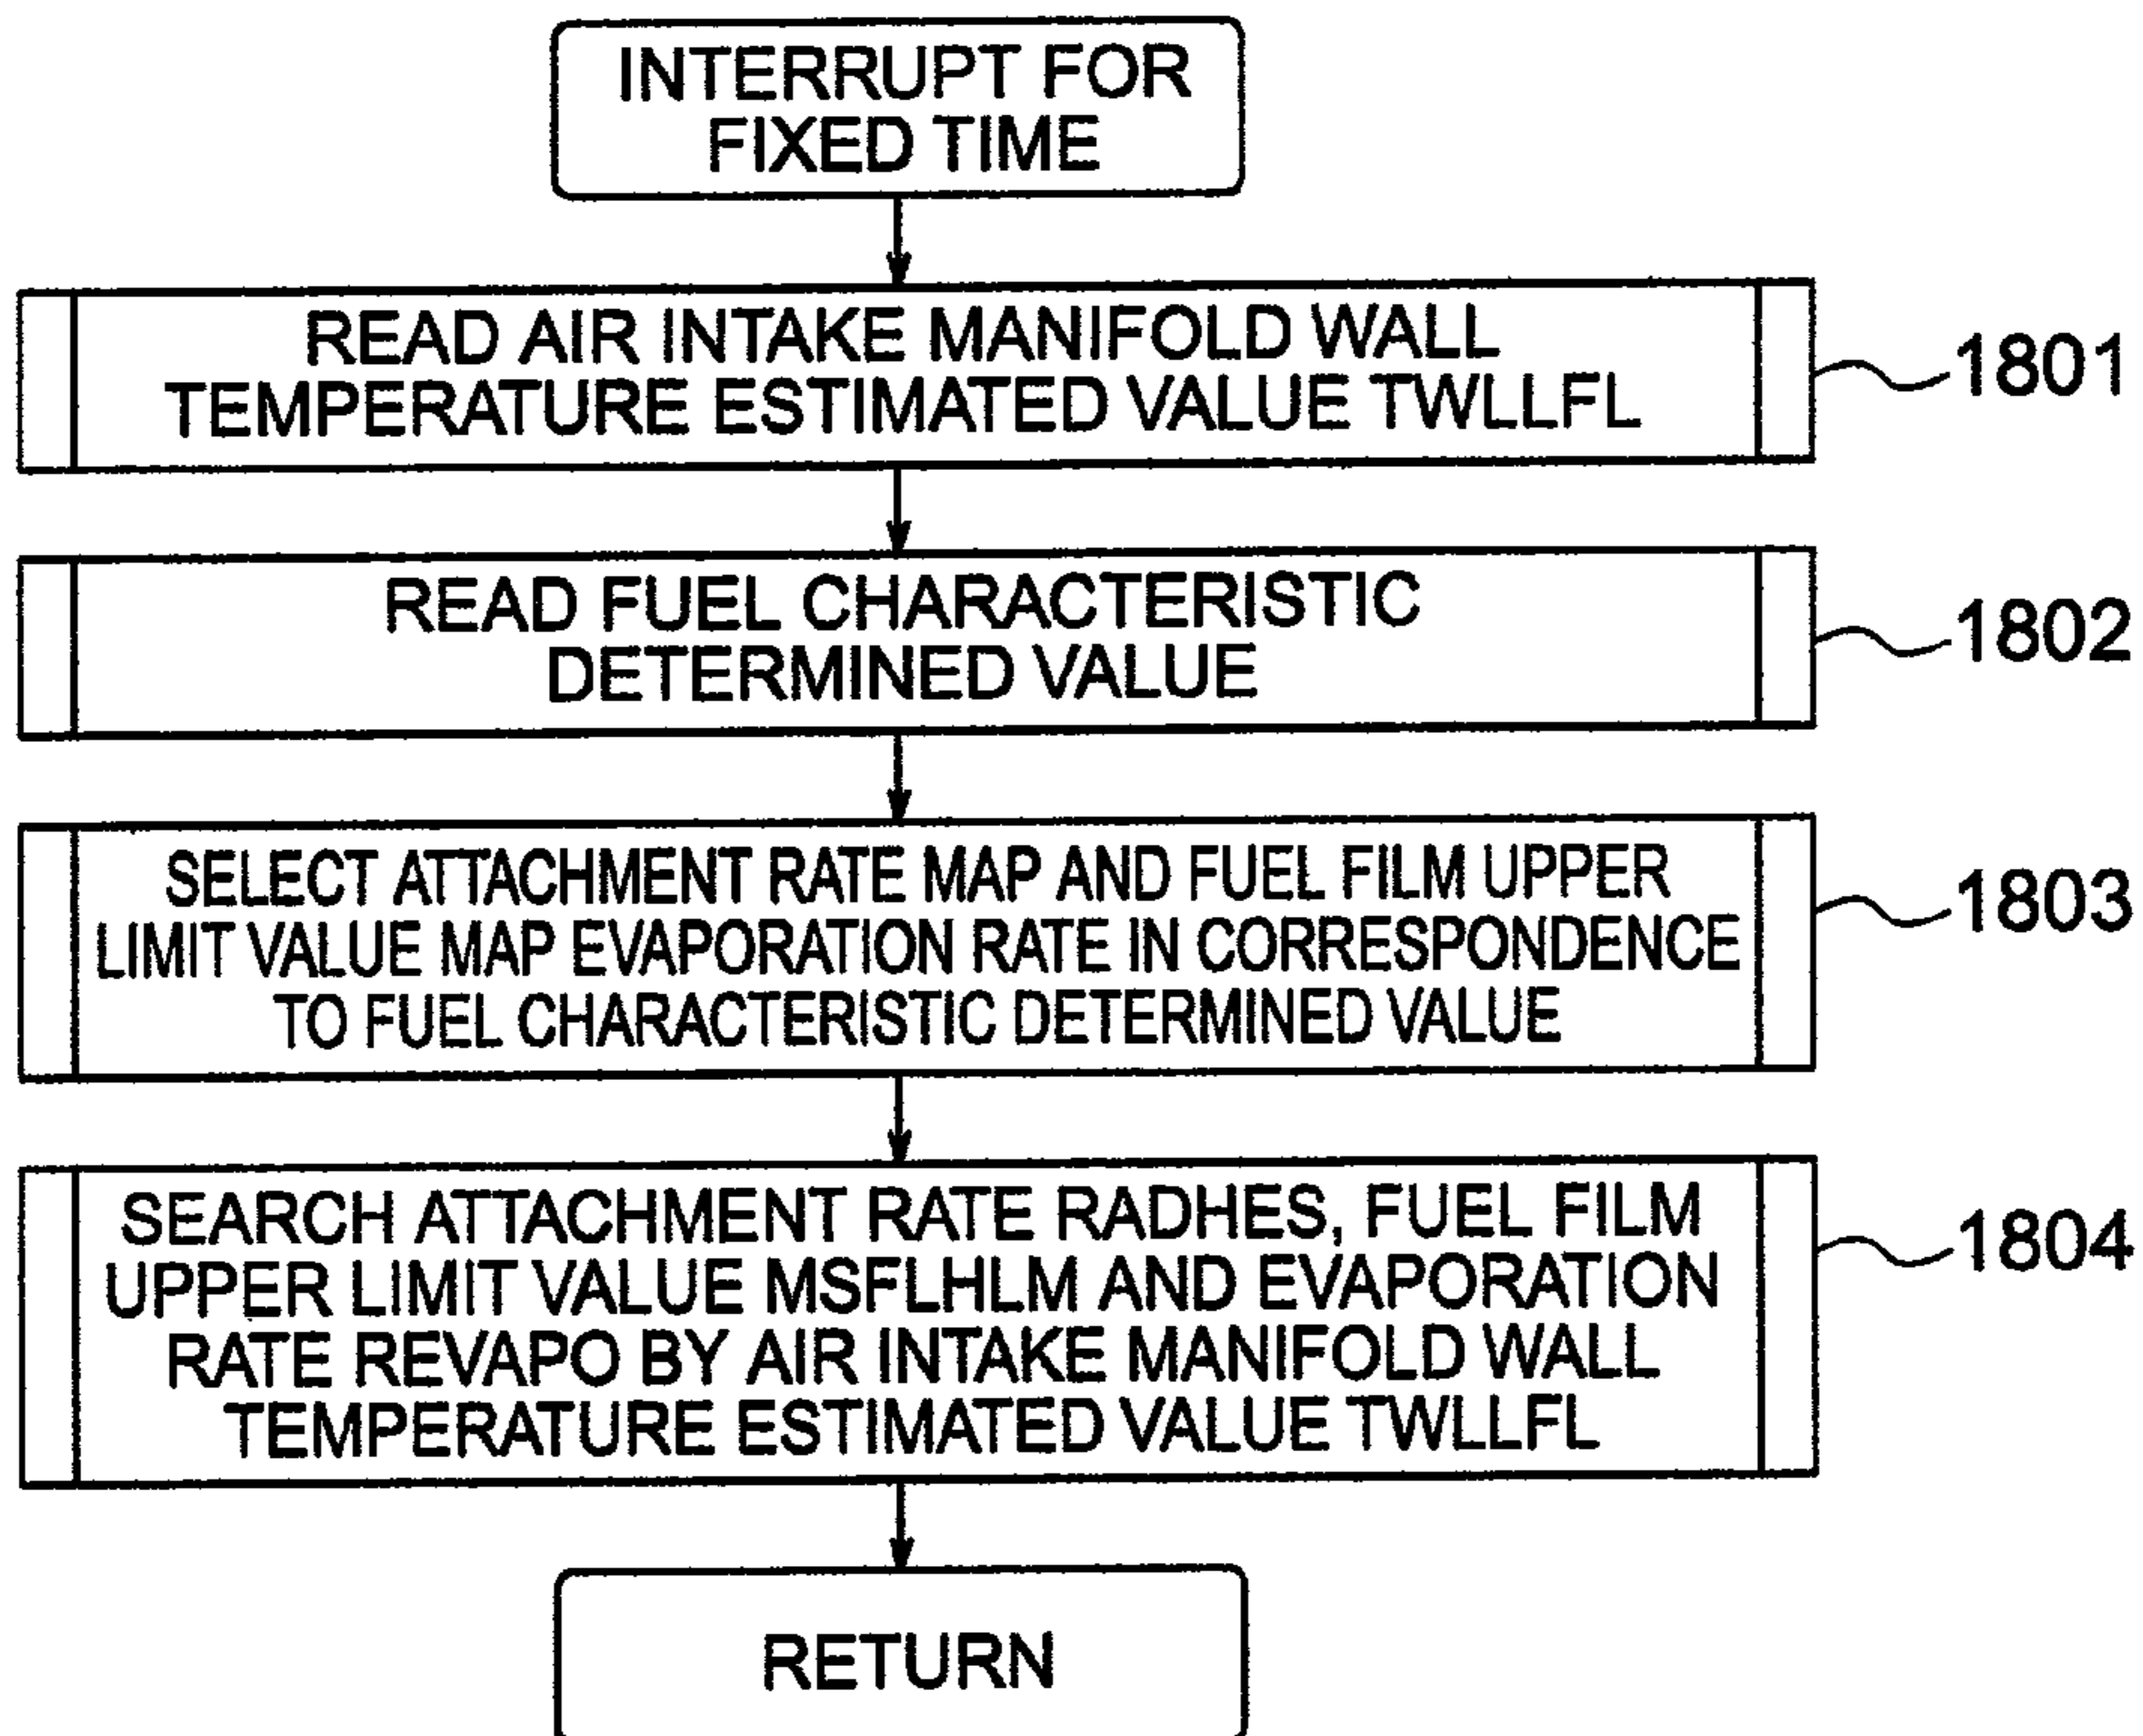 INTERRUPT FOR
FIXED TIME
READ AIR INTAKE MANIFOLD WALL
TEMPERATURE ESTIMATED VALUE TWLLFL
1801
READ FUEL CHARACTERISTIC
DETERMINED VALUE
1802
SELECT ATTACHMENT RATE MAP AND FUEL FILM UPPER
LIMIT VALUE MAP EVAPORATION RATE IN CORRESPONDENCE
TO FUEL CHARACTERISTIC DETERMINED VALUE
1803
SEARCH ATTACHMENT RATE RADHES, FUEL FILM
UPPER LIMIT VALUE MSFLHLM AND EVAPORATION
RATE REVAPO BY AIR INTAKE MANIFOLD WALL
TEMPERATURE ESTIMATED VALUE TWLLFL
1804
RETURN